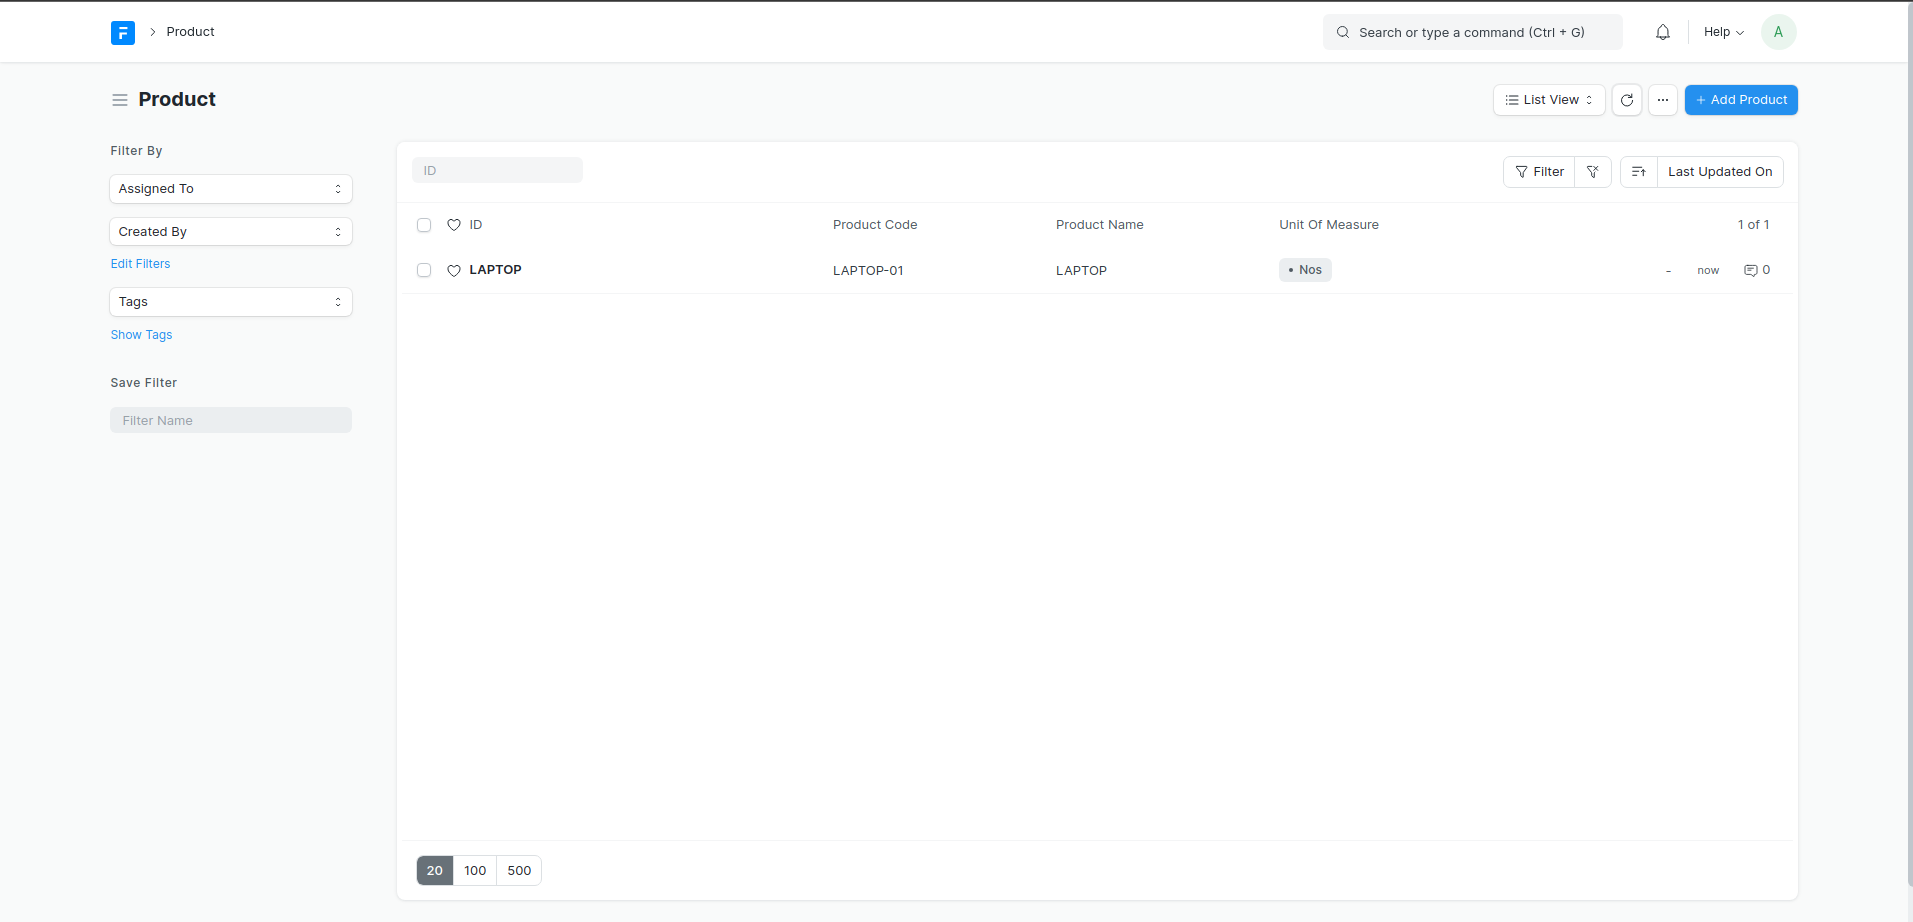 Product
Search or type a command (Ctrl + G)
Help
A
Product
List View
Add Product
Filter By
Assigned To
Created By
Edit Filters
Tags
Show Tags
Save Filter
Filter Name
ID
Filter
Last Updated On
ID Product Code Product Name Unit Of Measure 1 of 1
LAPTOP LAPTOP-01 LAPTOP • Nos - now 0
20 100 500